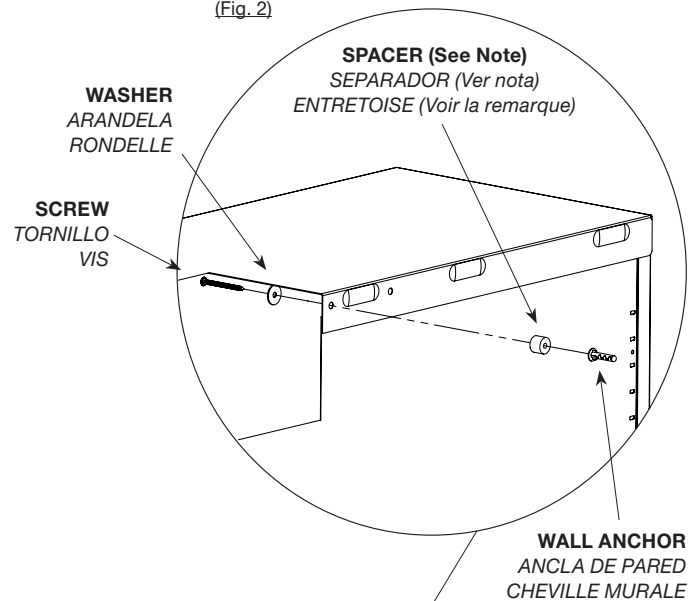 (Fig. 2)
SPACER (See Note)
SEPARADOR (Ver nota)
ENTRETOISE (Voir la remarque)
WASHER
ARANDELA
RONDELLE
SCREW
TORNILLO
VIS
WALL ANCHOR
ANCLA DE PARED
CHEVILLE MURALE